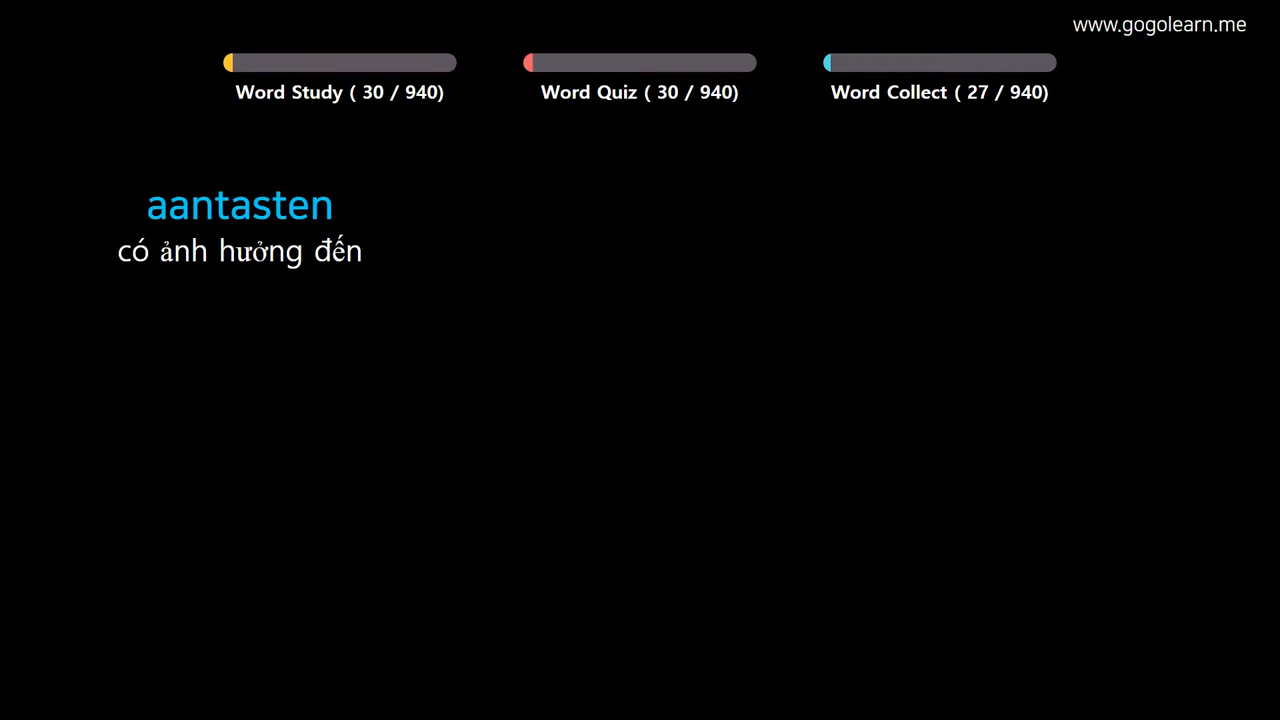 www.gogolearn.me
Word Study ( 30 / 940)
Word Quiz ( 30 / 940)
Word Collect ( 27 / 940)
aantasten
có ảnh hưởng đến